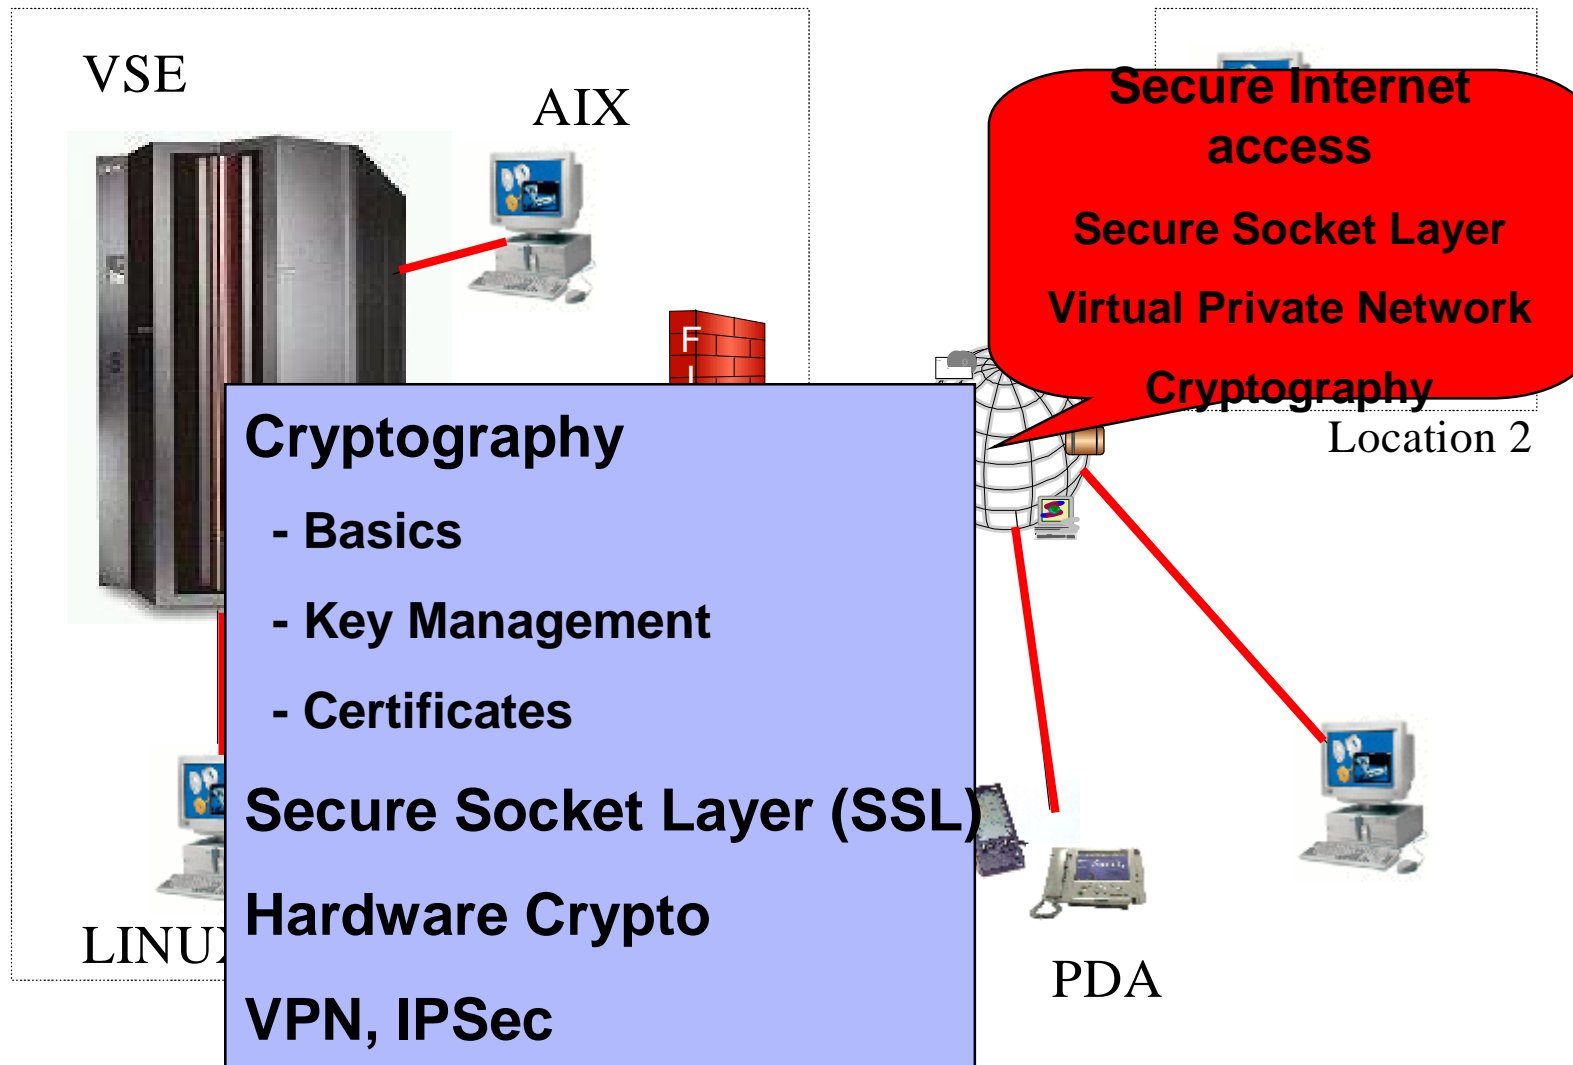 VSE
AIX
F
I
Secure Internet
access
Secure Socket Layer
Virtual Private Network
Cryptography
Location 2
Cryptography
- Basics
- Key Management
- Certificates
Secure Socket Layer (SSL)
Hardware Crypto
VPN, IPSec
LINUX
PDA